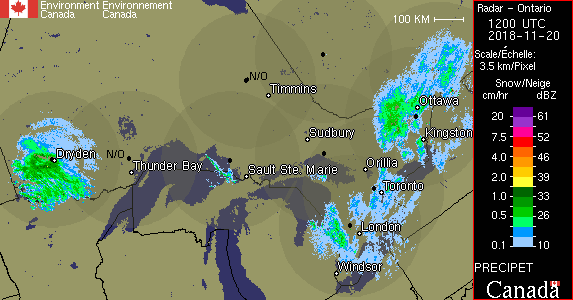 Environment Environnement
Canada Canada
100 KM
N/O
Timmins
Ottawa
Sudbury
Kingston
Dryden
N/O
Thunder Bay
Sault Ste. Marie
Orillia
Toronto
London
Windsor
Radar - Ontario
1200 UTC
2018-11-20
Scale/Échelle:
3.5 km/Pixel
Snow/Neige
cm/hr dBZ
20 61
7.5 52
4.0 46
2.0 39
1.0 33
0.5 26
0.1 10
PRECIPET
Canada